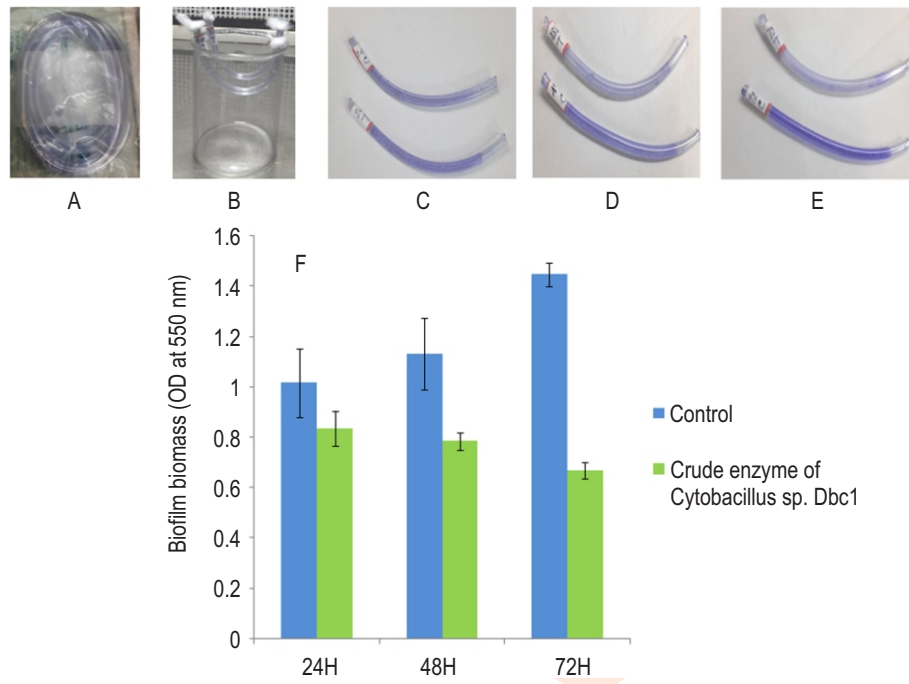 A
B
C
D
E
F
Biofilm biomass (OD at 550 nm)
1.6
1.4
1.2
1
0.8
0.6
0.4
0.2
0
24H
48H
72H
Control
Crude enzyme of
Cytobacillus sp. Dbc1